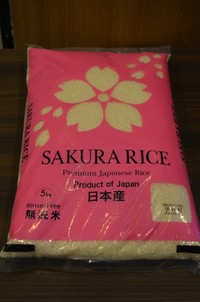 SAKURA RICE
Premium Japanese Rice
Product of Japan
日本産
5kg
Rinse-Free
無洗米